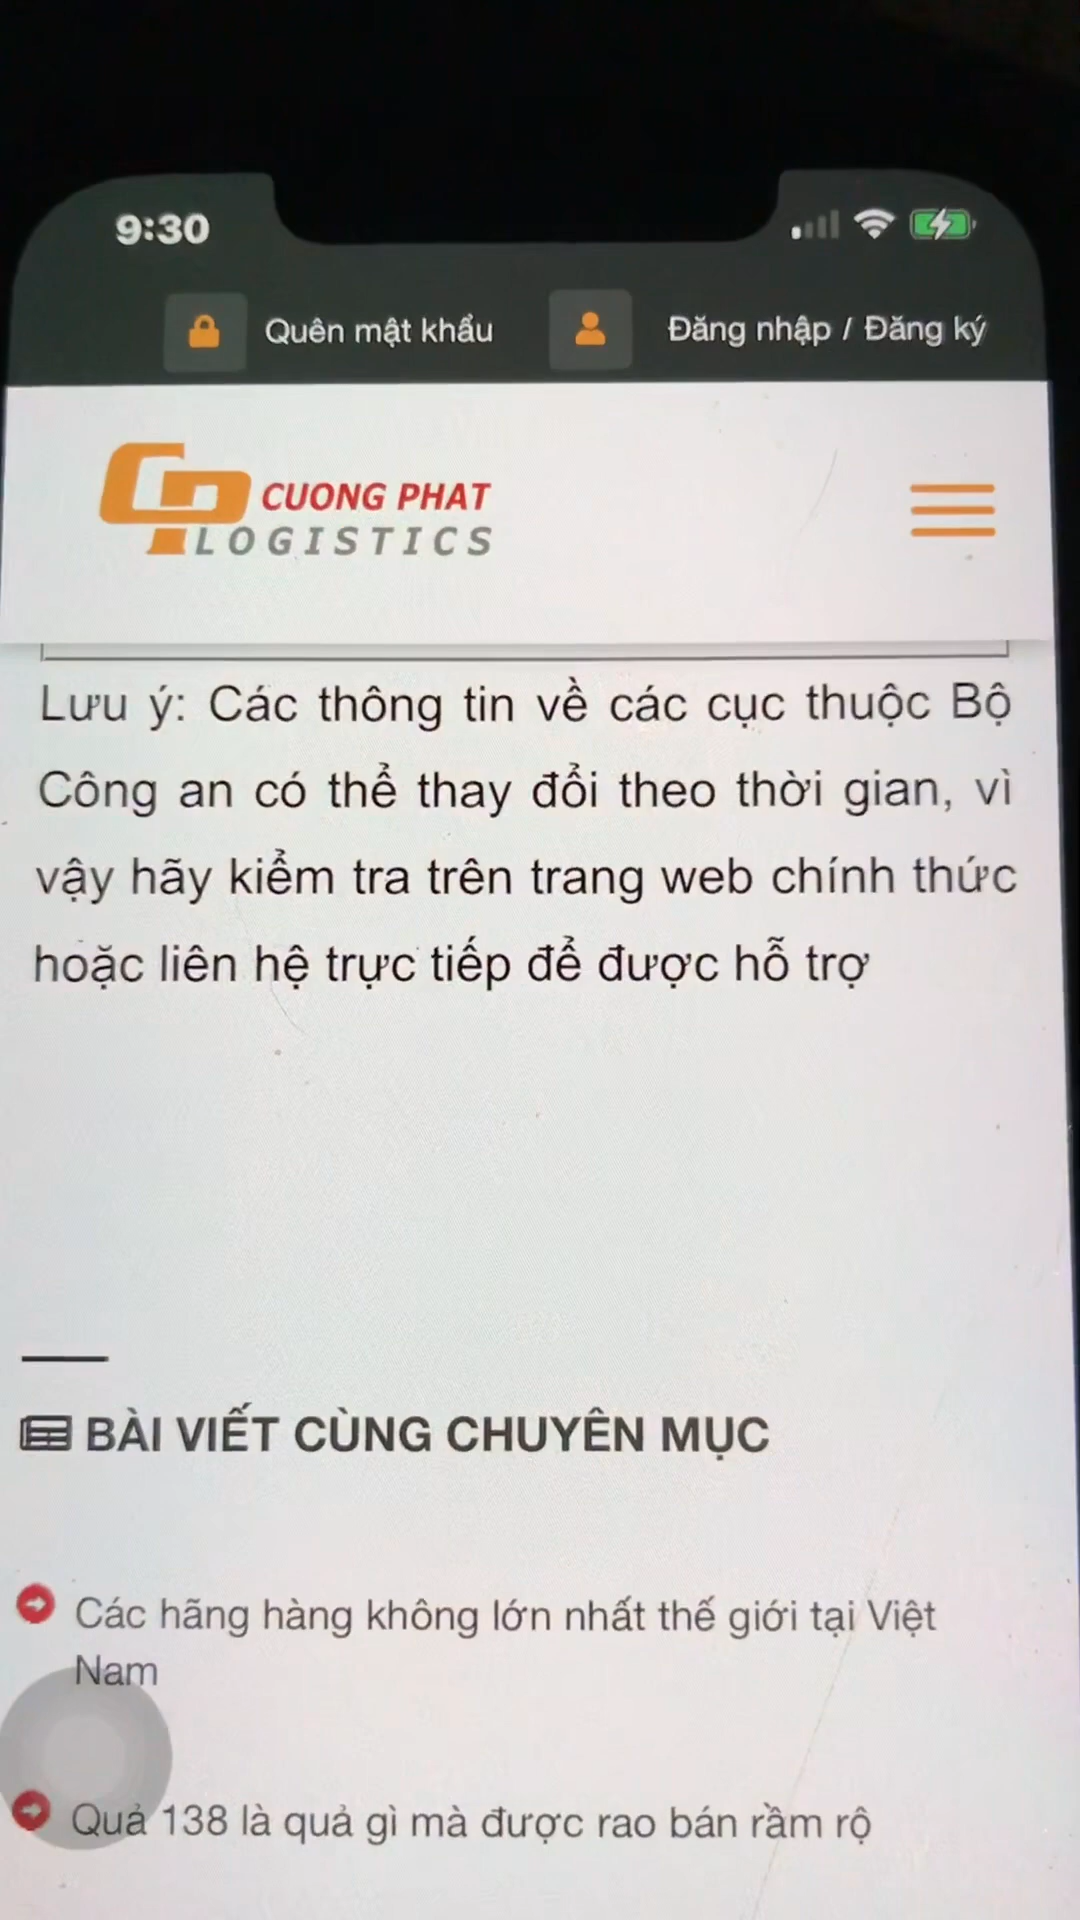 9:30
Quên mật khẩu
Đăng nhập / Đăng ký
CUONG PHAT
LOGISTICS
Lưu ý: Các thông tin về các cục thuộc Bộ
Công an có thể thay đổi theo thời gian, vì
vậy hãy kiểm tra trên trang web chính thức
hoặc liên hệ trực tiếp để được hỗ trợ
BÀI VIẾT CÙNG CHUYÊN MỤC
Các hãng hàng không lớn nhất thế giới tại Việt
Nam
Quả 138 là quả gì mà được rao bán rầm rộ